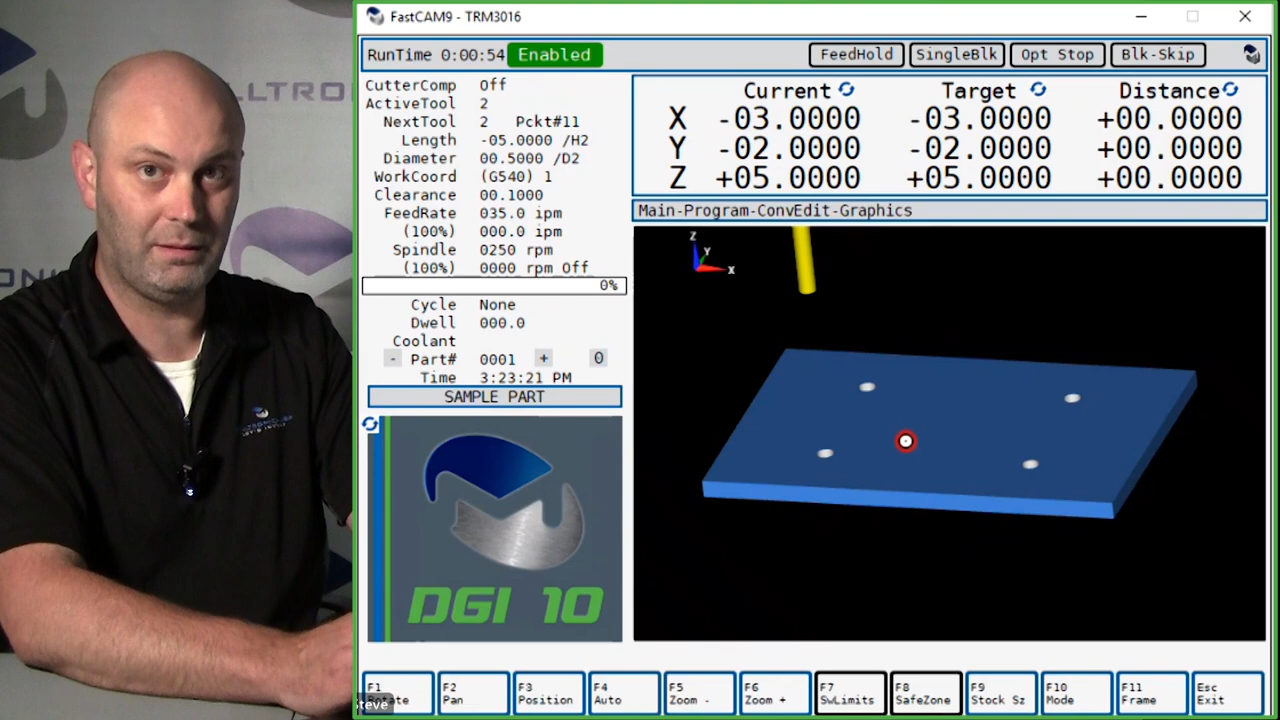 FastCAM9 - TRM3016
RunTime 0:00:54 Enabled
FeedHold SingleBlk Opt Stop Blk-Skip
CutterComp Off
ActiveTool 2
NextTool 2 Pckt#11
Length -05.0000 /H2
Diameter 00.5000 /D2
WorkCoord (G540) 1
Clearance 00.1000
FeedRate 035.0 ipm
(100%) 000.0 ipm
Spindle 0250 rpm
(100%) 0000 rpm Off
0%
Cycle None
Dwell 000.0
Coolant
- Part# 0001 + 0
Time 3:23:21 PM
SAMPLE PART
DGI 10
Current Target Distance
X -03.0000 -03.0000 +00.0000
Y -02.0000 -02.0000 +00.0000
Z +05.0000 +05.0000 +00.0000
Main-Program-ConvEdit-Graphics
Z
Y
X
F1 F2 F3 F4 F5 F6 F7 F8 F9 F10 F11 Esc
Rotate Pan Position Auto Zoom - Zoom + SwLimits SafeZone Stock Sz Mode Frame Exit
Steve